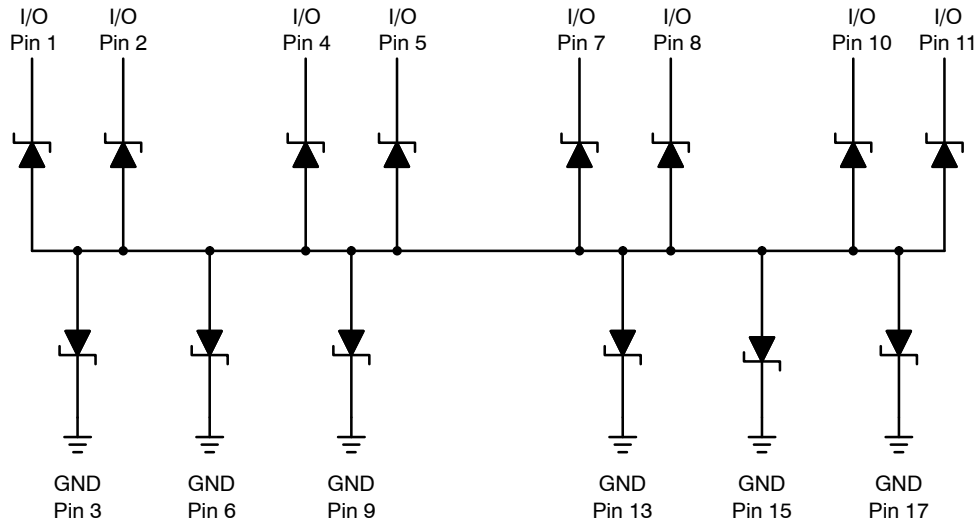 I/O I/O I/O I/O I/O I/O I/O I/O
Pin 1 Pin 2 Pin 4 Pin 5 Pin 7 Pin 8 Pin 10 Pin 11
GND GND GND GND GND GND
Pin 3 Pin 6 Pin 9 Pin 13 Pin 15 Pin 17